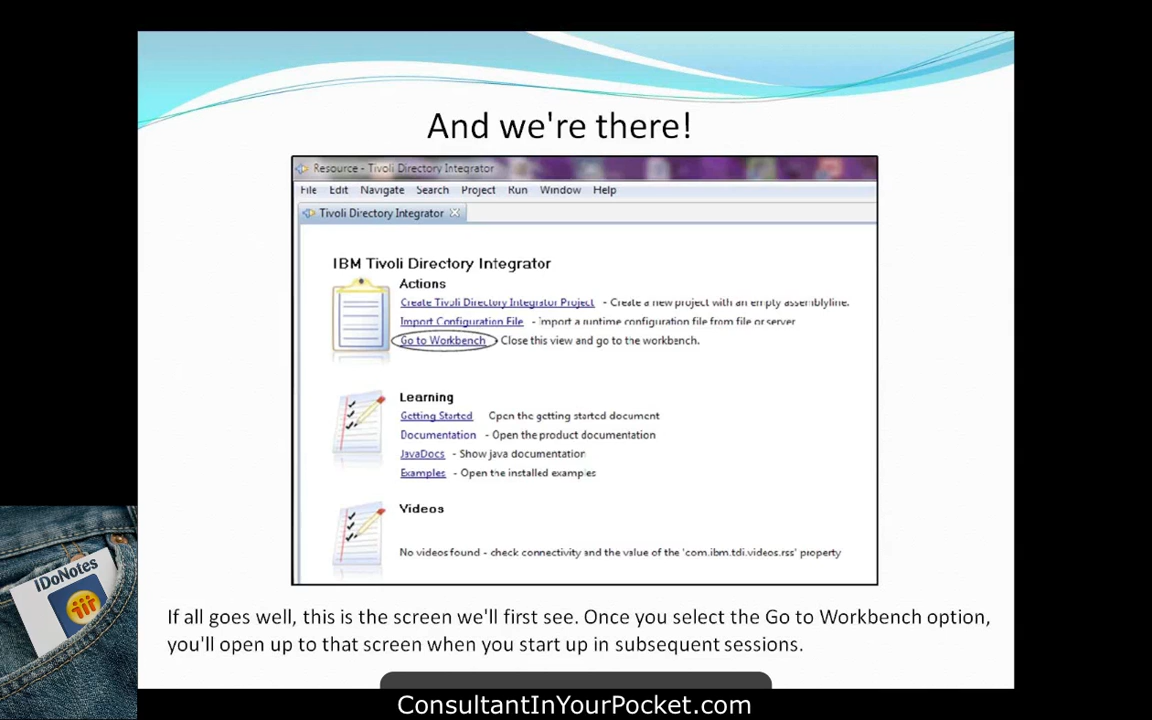 And we're there!
Resource - Tivoli Directory Integrator
File Edit Navigate Search Project Run Window Help
Tivoli Directory Integrator
IBM Tivoli Directory Integrator
Actions
Create Tivoli Directory Integrator Project - Create a new project with an empty assemblyline.
Import Configuration File - Import a runtime configuration file from file or server
Go to Workbench - Close this view and go to the workbench.
Learning
Getting Started Open the getting started document
Documentation - Open the product documentation
JavaDocs - Show java documentation
Examples - Open the installed examples
Videos
No videos found - check connectivity and the value of the 'com.ibm.tdi.videos.rss' property
IDoNotes
If all goes well, this is the screen we'll first see. Once you select the Go to Workbench option,
you'll open up to that screen when you start up in subsequent sessions.
ConsultantInYourPocket.com